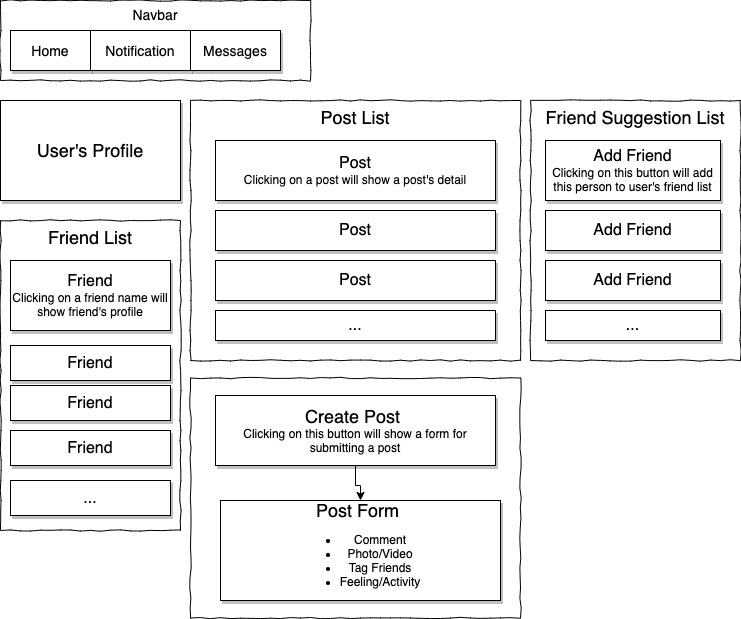 Navbar
Home
Notification
Messages
User's Profile
Friend List
Friend
Clicking on a friend name will
show friend's profile
Friend
Friend
Friend
...
Post List
Post
Clicking on a post will show a post's detail
Post
Post
...
Create Post
Clicking on this button will show a form for
submitting a post
Post Form
• Comment
• Photo/Video
• Tag Friends
• Feeling/Activity
Friend Suggestion List
Add Friend
Clicking on this button will add
this person to user's friend list
Add Friend
Add Friend
...